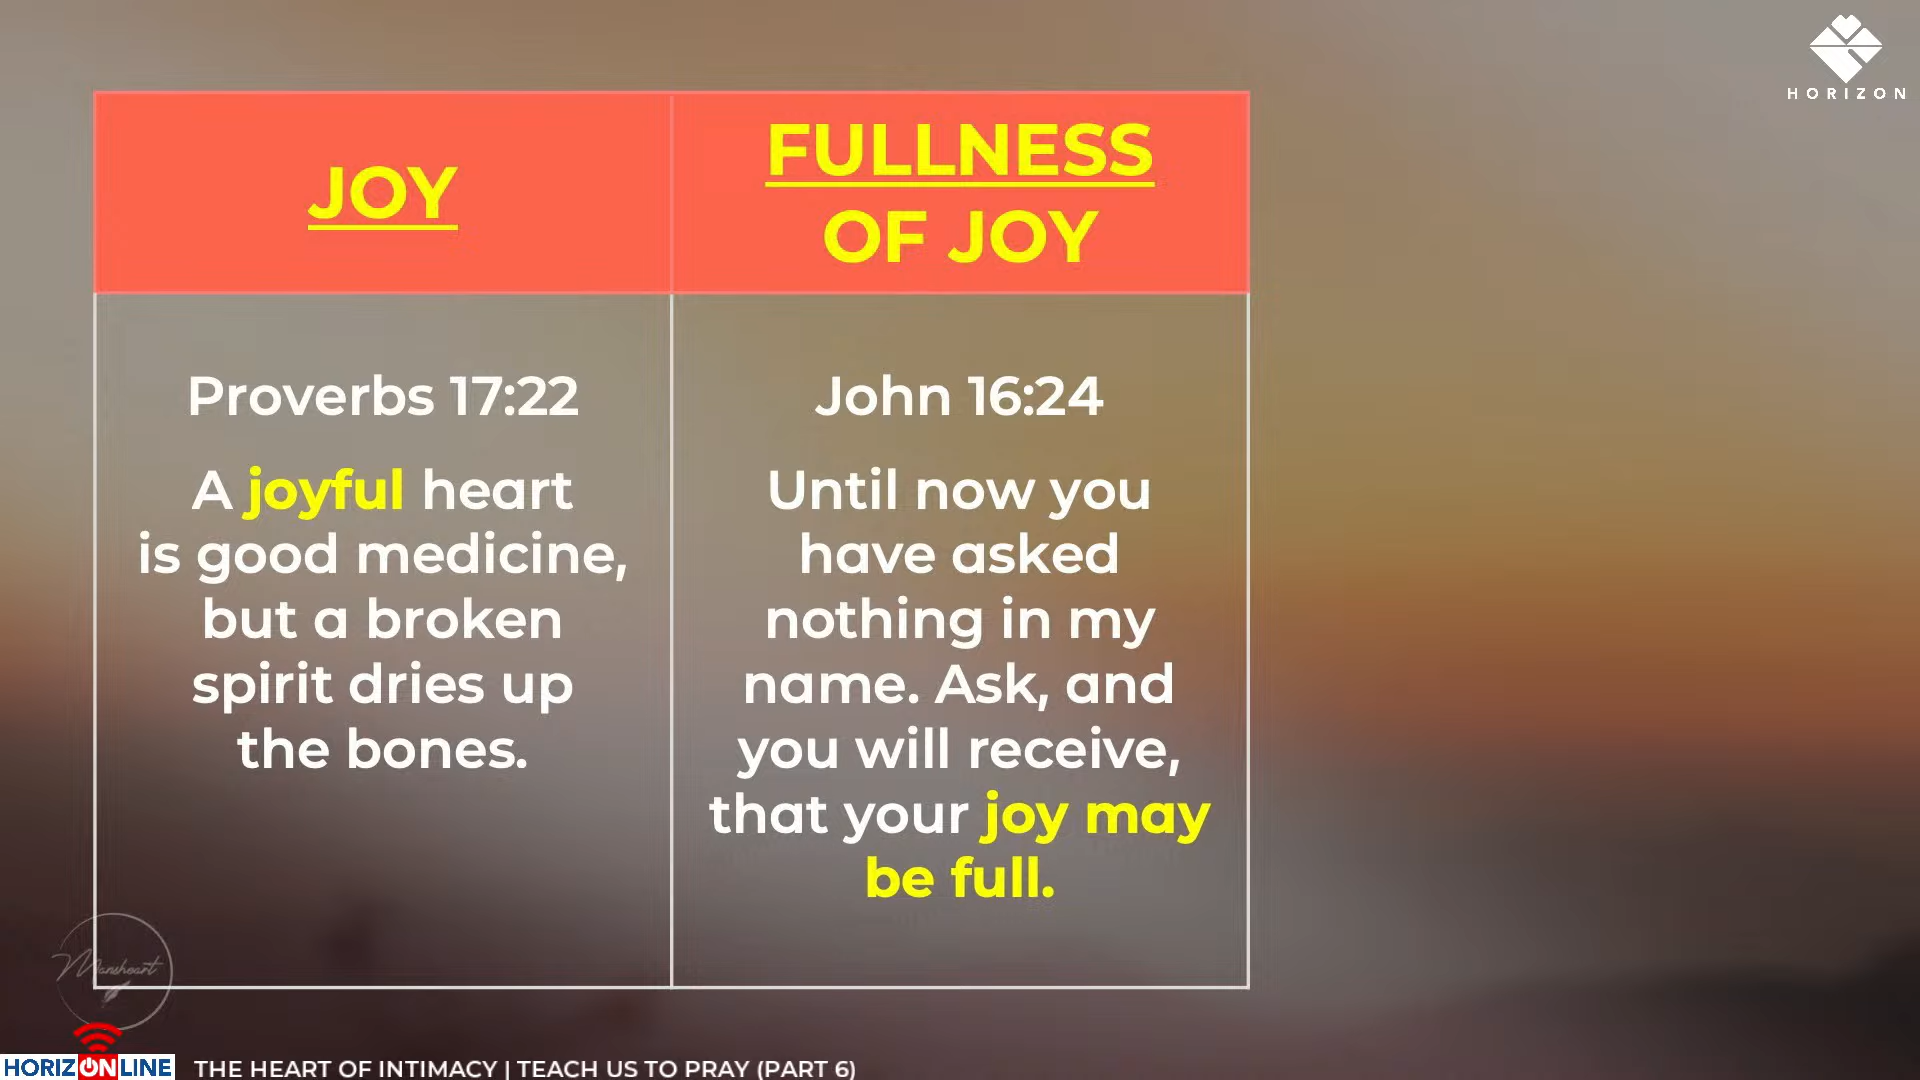 HORIZON
JOY
FULLNESS
OF JOY
Proverbs 17:22
A joyful heart
is good medicine,
but a broken
spirit dries up
the bones.
John 16:24
Until now you
have asked
nothing in my
name. Ask, and
you will receive,
that your joy may
be full.
Mansheart
HORIZONLINE
THE HEART OF INTIMACY | TEACH US TO PRAY (PART 6)